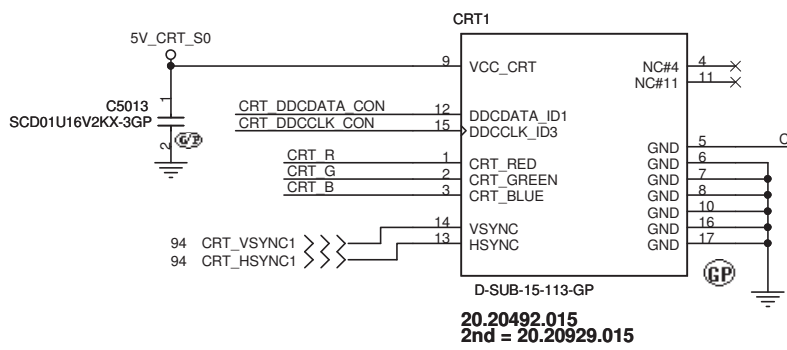 CRT1
5V_CRT_S0
9 VCC_CRT
NC#4 4
NC#11 11
1
C5013
SCD01U16V2KX-3GP
2
G/P
CRT_DDCDATA_CON 12 DDCDATA_ID1
CRT_DDCCLK_CON 15 DDCCLK_ID3
GND 5 C
CRT_R 1 CRT_RED
GND 6
CRT_G 2 CRT_GREEN
GND 7
CRT_B 3 CRT_BLUE
GND 8
GND 10
14 VSYNC
GND 16
94 CRT_VSYNC1
13 HSYNC
GND 17
94 CRT_HSYNC1
GP
D-SUB-15-113-GP
20.20492.015
2nd = 20.20929.015